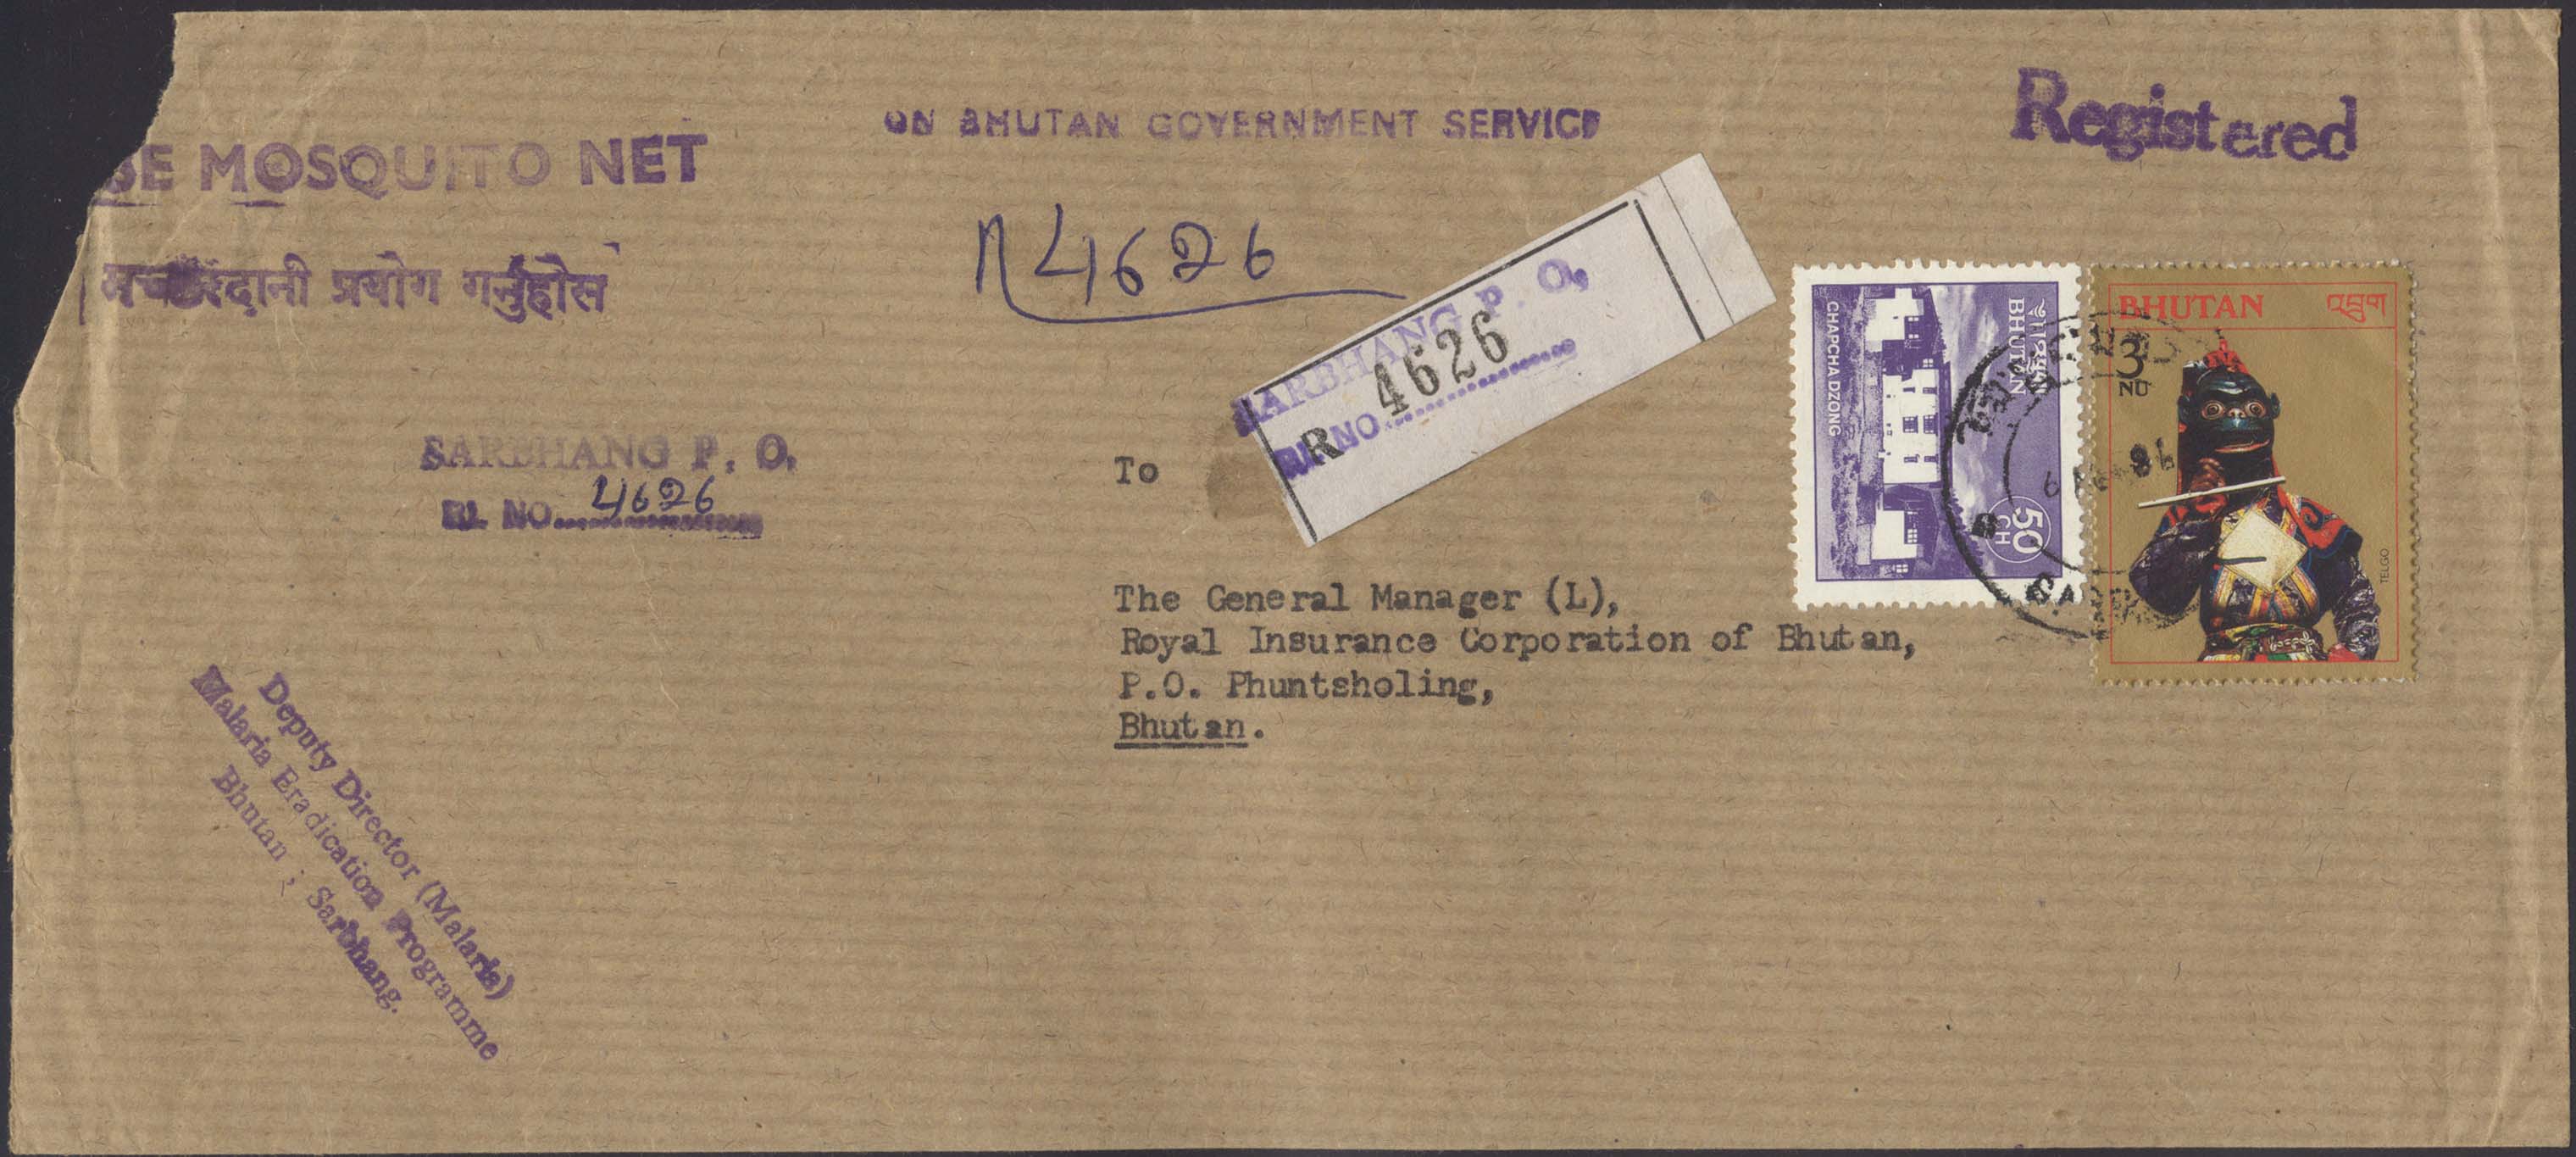 ON BHUTAN GOVERNMENT SERVICE
Registered
SE MOSQUITO NET
मच्छरदानी प्रयोग गर्नुहोस्
R 4626
SARBHANG P. O.
RL NO. 4626
R
SARBHANG P. O.
RL NO. 4626
To
The General Manager (L),
Royal Insurance Corporation of Bhutan,
P.O. Phuntsholing,
Bhutan.
BHUTAN
CHAPCHA DZONG
50
CH
BHUTAN
འབྲུག
3
NU
TELGO
Deputy Director (Malaria)
Malaria Eradication Programme
Bhutan ; Sarbhang.